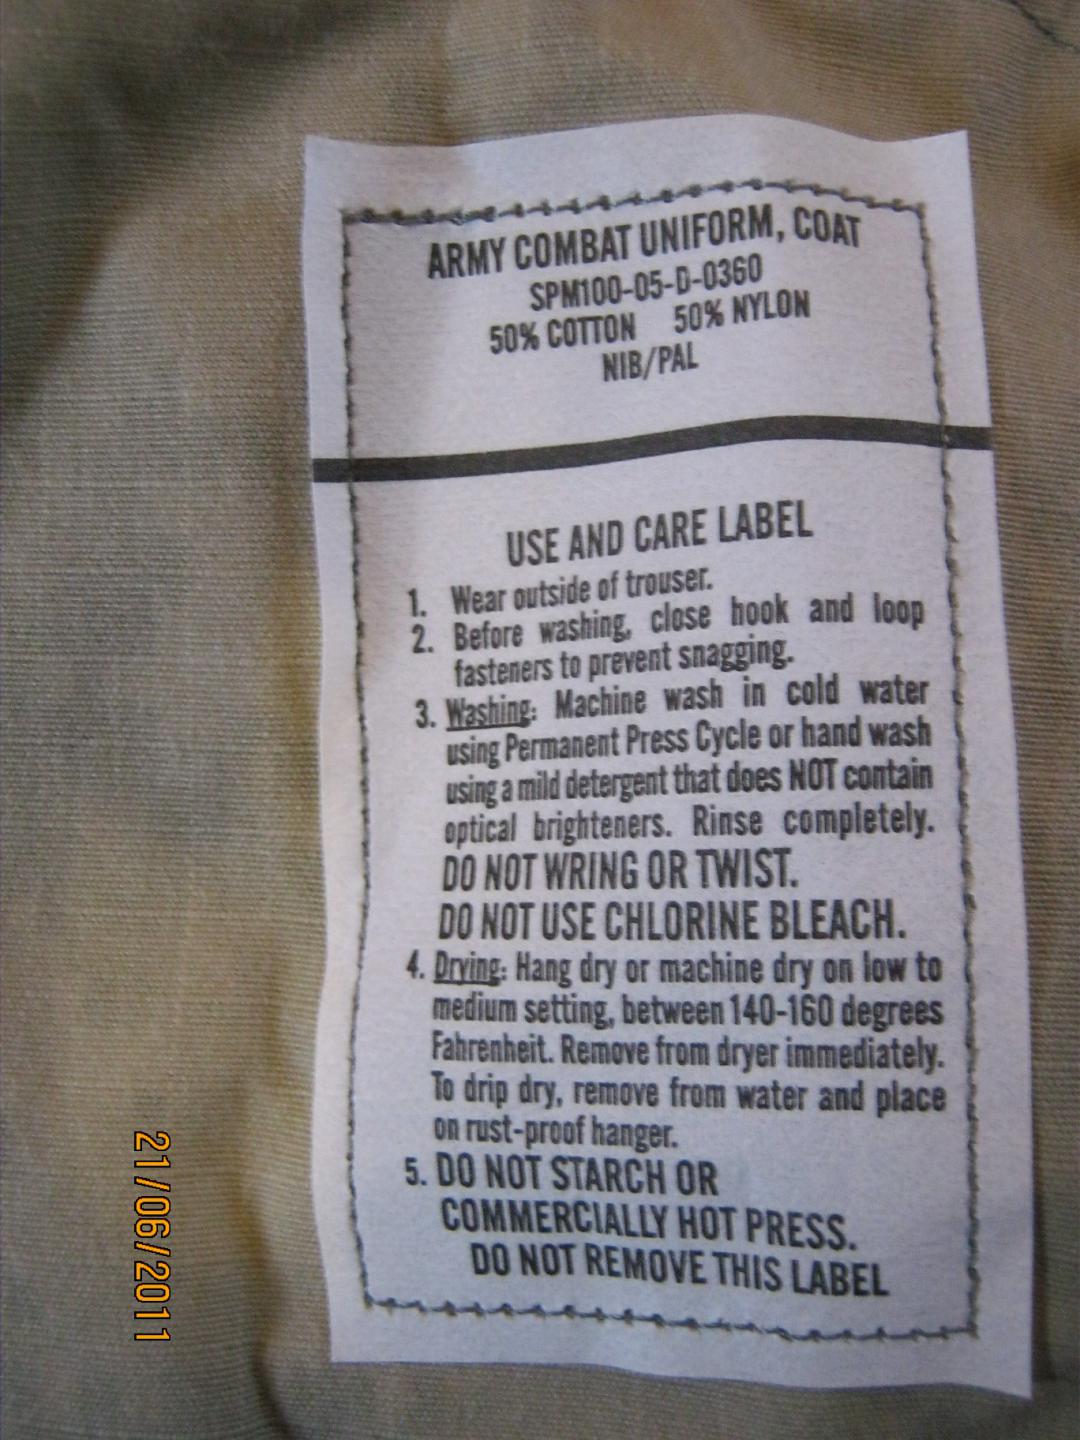 ARMY COMBAT UNIFORM, COAT
SPM100-05-D-0360
50% COTTON 50% NYLON
NIB/PAL
USE AND CARE LABEL
1. Wear outside of trouser.
2. Before washing, close hook and loop
fasteners to prevent snagging.
3. Washing: Machine wash in cold water
using Permanent Press Cycle or hand wash
using a mild detergent that does NOT contain
optical brighteners. Rinse completely.
DO NOT WRING OR TWIST.
DO NOT USE CHLORINE BLEACH.
4. Drying: Hang dry or machine dry on low to
medium setting, between 140-160 degrees
Fahrenheit. Remove from dryer immediately.
To drip dry, remove from water and place
on rust-proof hanger.
5. DO NOT STARCH OR
COMMERCIALLY HOT PRESS.
DO NOT REMOVE THIS LABEL
21/06/2011